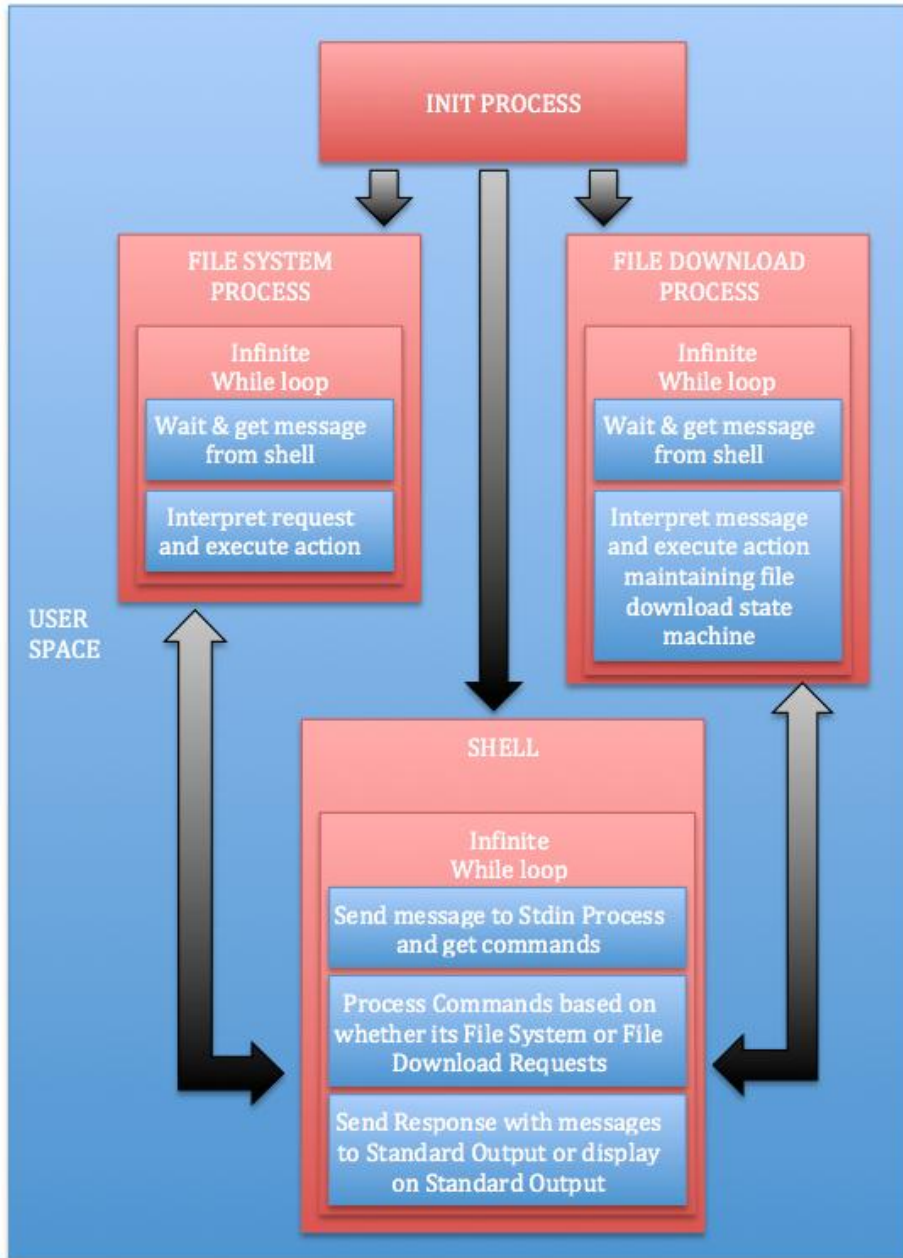 INIT PROCESS
FILE SYSTEM
PROCESS
Infinite
While loop
Wait & get message
from shell
Interpret request
and execute action
FILE DOWNLOAD
PROCESS
Infinite
While loop
Wait & get message
from shell
Interpret message
and execute action
maintaining file
download state
machine
USER
SPACE
SHELL
Infinite
While loop
Send message to Stdin Process
and get commands
Process Commands based on
whether its File System or File
Download Requests
Send Response with messages
to Standard Output or display
on Standard Output